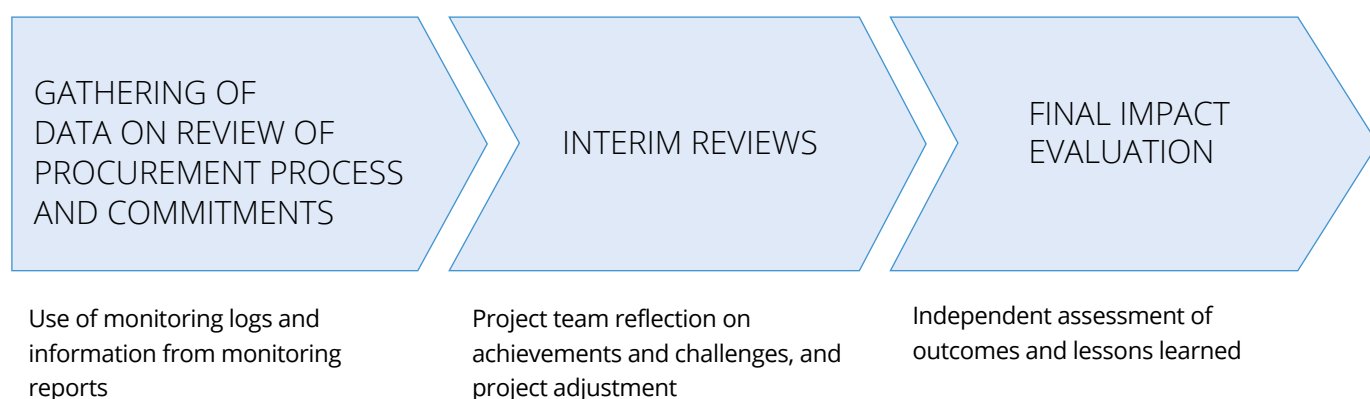 GATHERING OF
DATA ON REVIEW OF
PROCUREMENT PROCESS
AND COMMITMENTS
Use of monitoring logs and
information from monitoring
reports
INTERIM REVIEWS
Project team reflection on
achievements and challenges, and
project adjustment
FINAL IMPACT
EVALUATION
Independent assessment of
outcomes and lessons learned